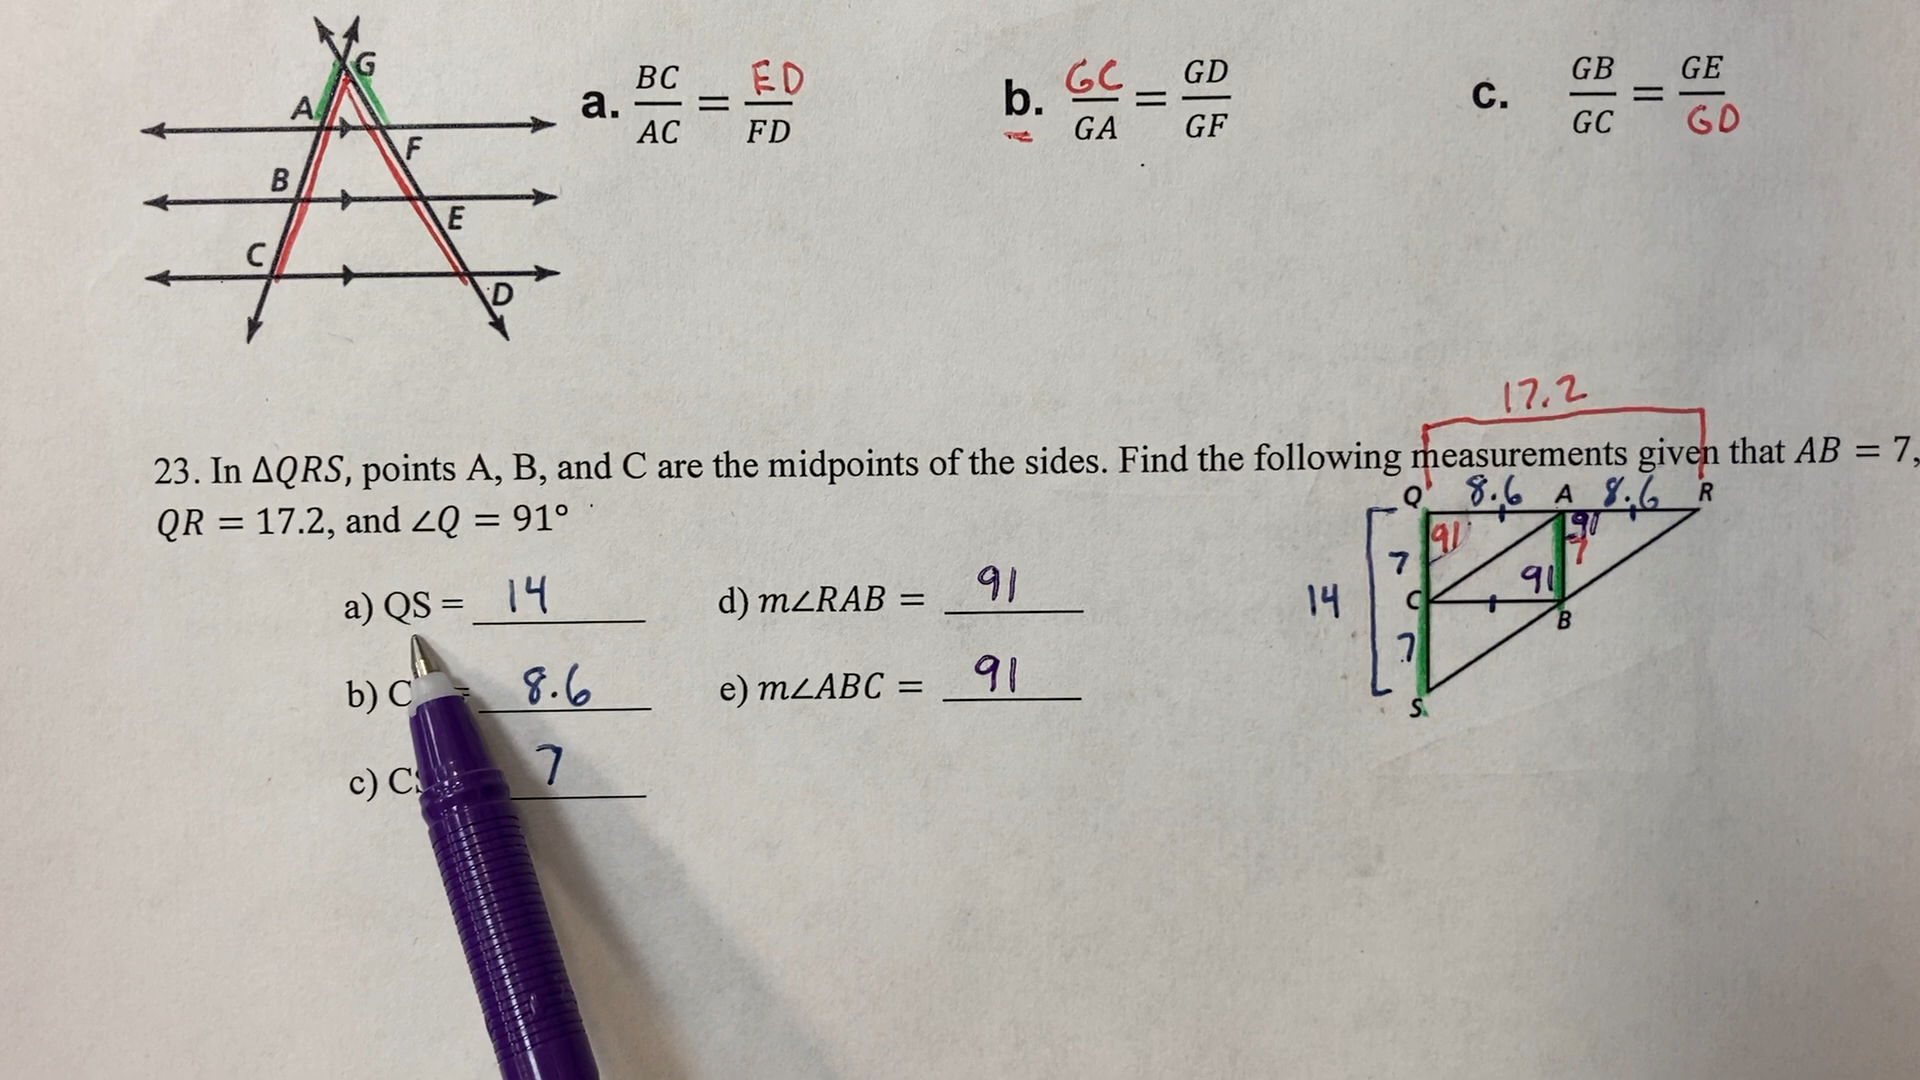 G
A
F
B
E
C
D
a. BC/AC = ED/FD
b. GC/GA = GD/GF
c. GB/GC = GE/GD
17.2
23. In ΔQRS, points A, B, and C are the midpoints of the sides. Find the following measurements given that AB = 7,
QR = 17.2, and ∠Q = 91°
Q 8.6 A 8.6 R
91 91
7 7
14 C 91
B
7
S
a) QS = 14
d) m∠RAB = 91
b) C = 8.6
e) m∠ABC = 91
c) CS 7